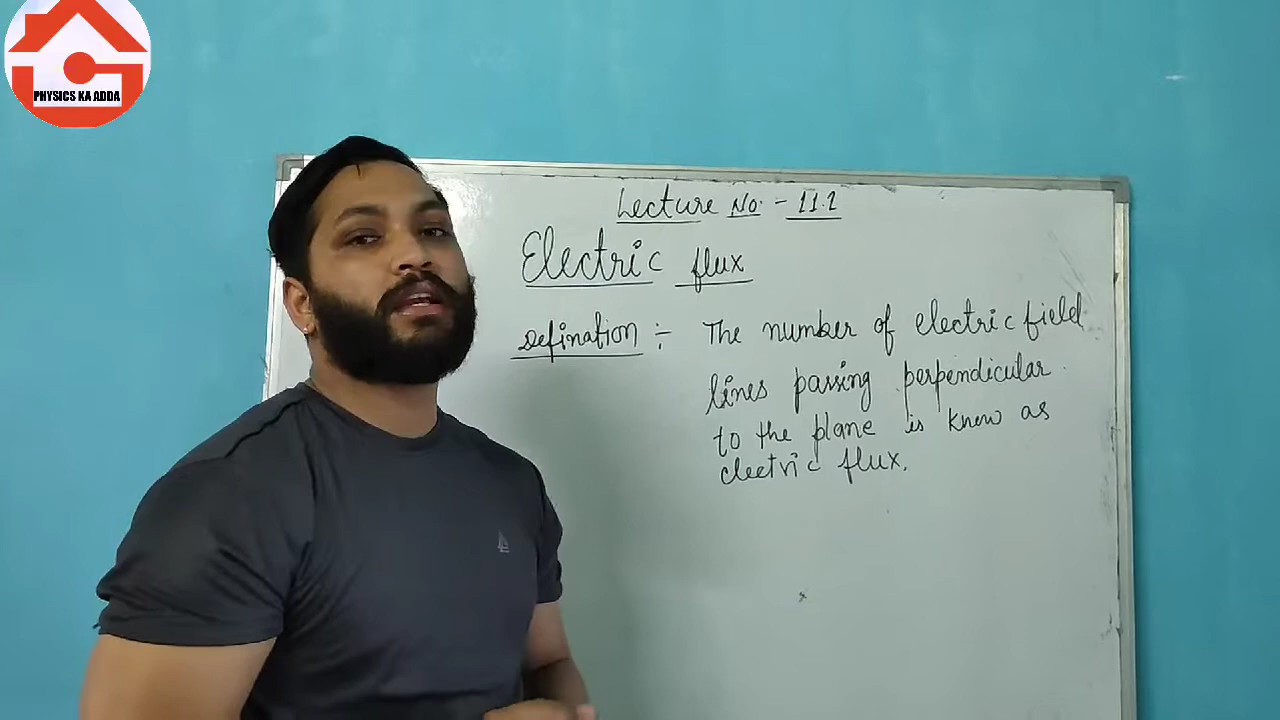 PHYSICS KA ADDA
Lecture No. - 11.1
Electric flux
Defination :- The number of electric field
lines passing perpendicular
to the plane is know as
electric flux.